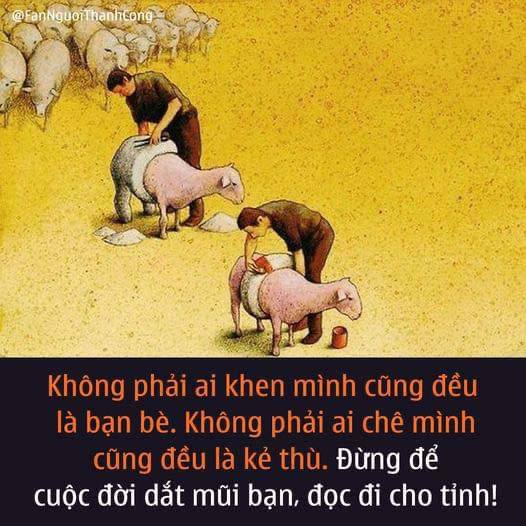 @FanNguoiThanhCong
Không phải ai khen mình cũng đều
là bạn bè. Không phải ai chê mình
cũng đều là kẻ thù. Đừng để
cuộc đời dắt mũi bạn, đọc đi cho tỉnh!